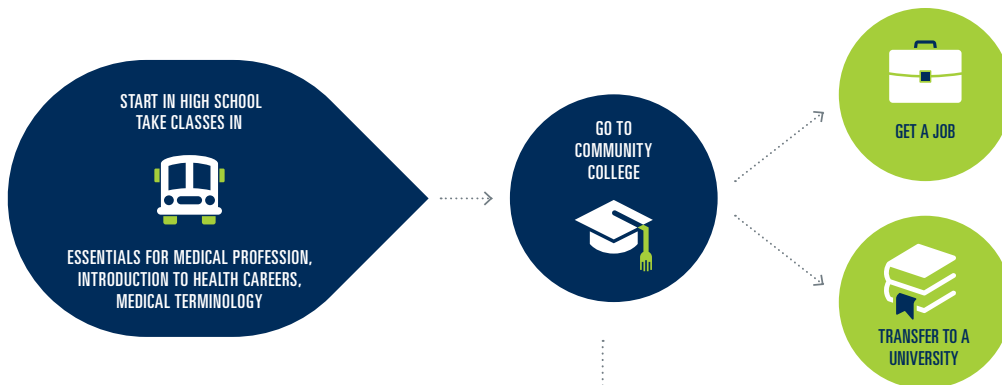 START IN HIGH SCHOOL
TAKE CLASSES IN
ESSENTIALS FOR MEDICAL PROFESSION,
INTRODUCTION TO HEALTH CAREERS,
MEDICAL TERMINOLOGY
GO TO
COMMUNITY
COLLEGE
GET A JOB
TRANSFER TO A
UNIVERSITY